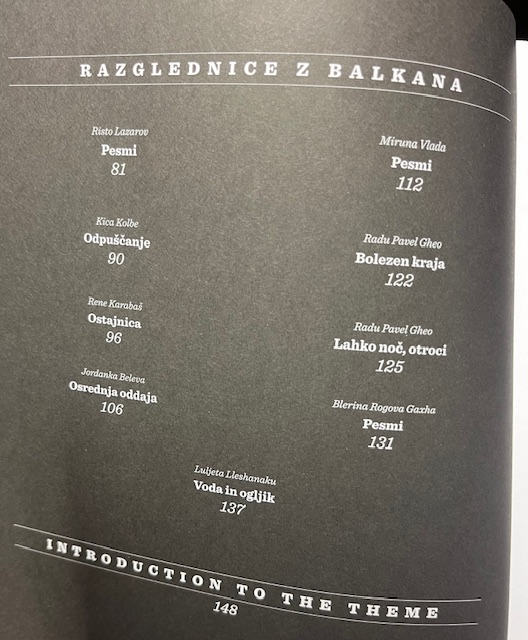 RAZGLEDNICE Z BALKANA
Risto Lazarov
Pesmi
81
Kica Kolbe
Odpuščanje
90
Rene Karabaš
Ostajnica
96
Jordanka Beleva
Osrednja oddaja
106
Miruna Vlada
Pesmi
112
Radu Pavel Gheo
Bolezen kraja
122
Radu Pavel Gheo
Lahko noč, otroci
125
Blerina Rogova Gaxha
Pesmi
131
Luljeta Lleshanaku
Voda in ogljik
137
INTRODUCTION TO THE THEME
148